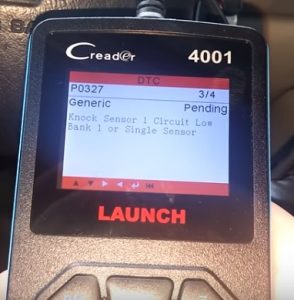 Creader 4001
DTC
P0327 3/4
Generic Pending
Knock Sensor 1 Circuit Low
Bank 1 or Single Sensor
LAUNCH